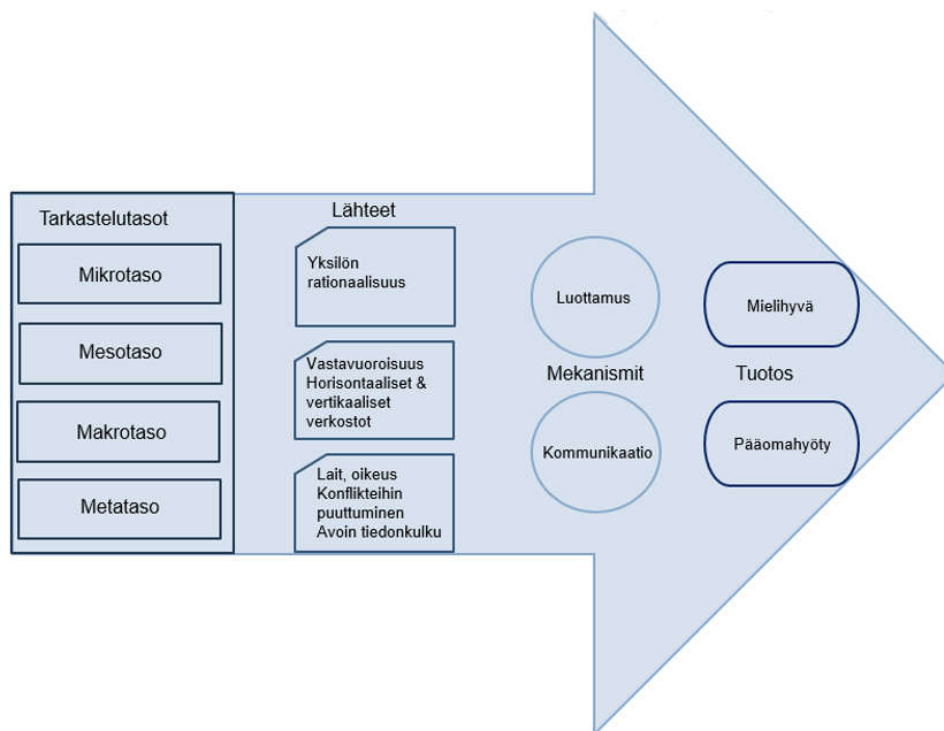 Tarkastelutasot
Mikrotaso
Mesotaso
Makrotaso
Metataso
Lähteet
Yksilön
rationaalisuus
Vastavuoroisuus
Horisontaaliset &
vertikaaliset
verkostot
Lait, oikeus
Konflikteihin
puuttuminen
Avoin tiedonkulku
Luottamus
Mekanismit
Kommunikaatio
Mielihyvä
Tuotos
Pääomahyöty